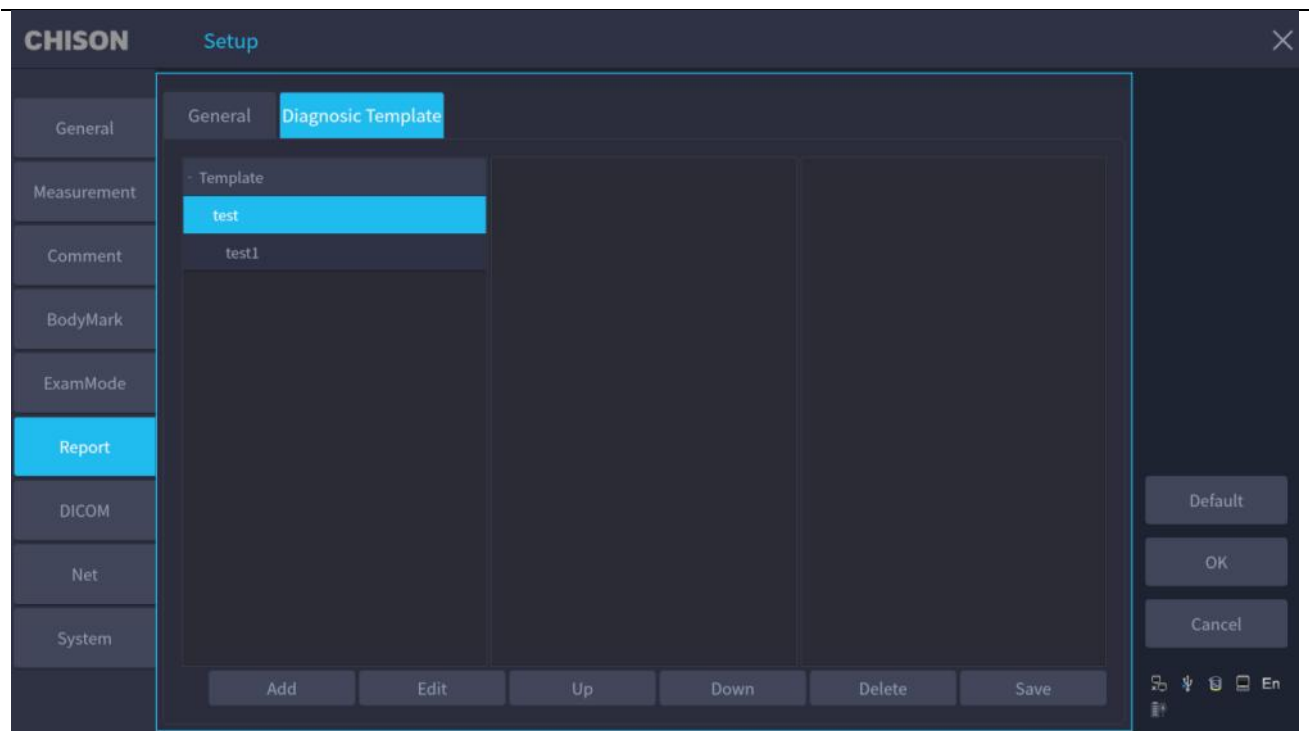 CHISON
Setup
General
Measurement
Comment
BodyMark
ExamMode
Report
DICOM
Net
System
General
Diagnosic Template
- Template
test
test1
Add
Edit
Up
Down
Delete
Save
Default
OK
Cancel
En